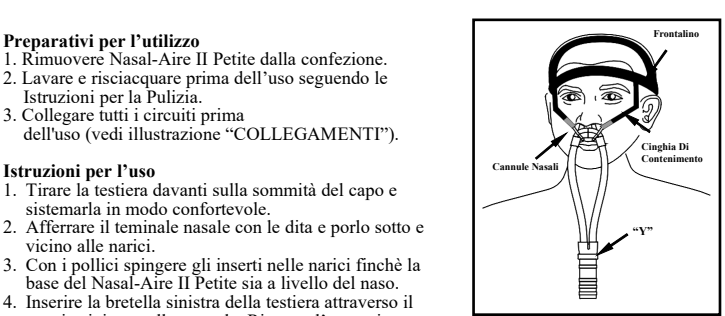 Preparativi per l’utilizzo
1. Rimuovere Nasal-Aire II Petite dalla confezione.
2. Lavare e risciacquare prima dell’uso seguendo le
Istruzioni per la Pulizia.
3. Collegare tutti i circuiti prima
dell'uso (vedi illustrazione “COLLEGAMENTI”).
Istruzioni per l’uso
1. Tirare la testiera davanti sulla sommità del capo e
sistemarla in modo confortevole.
2. Afferrare il teminale nasale con le dita e porlo sotto e
vicino alle narici.
3. Con i pollici spingere gli inserti nelle narici finchè la
base del Nasal-Aire II Petite sia a livello del naso.
4. Inserire la bretella sinistra della testiera attraverso il
Frontalino
Cinghia Di
Contenimento
Cannule Nasali
“Y”